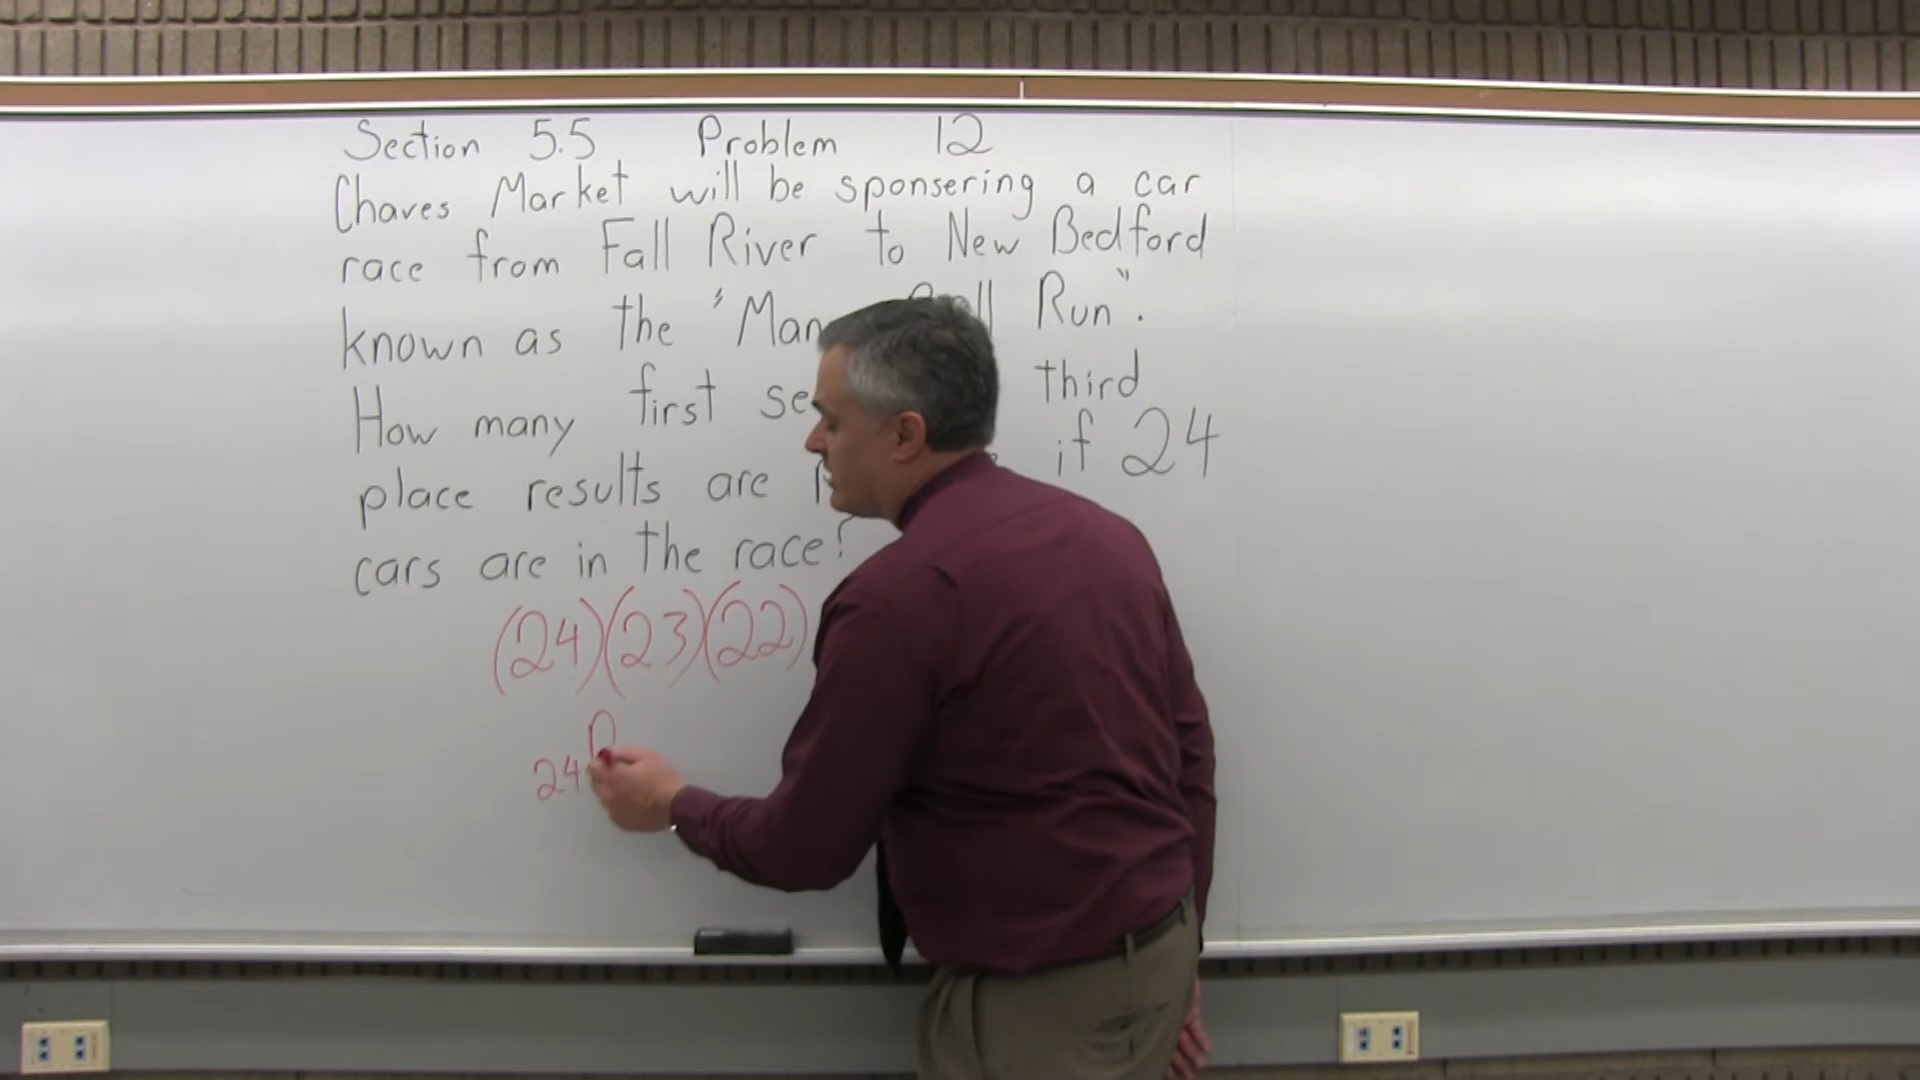 Section 5.5 Problem 12
Chaves Market will be sponsering a car
race from Fall River to New Bedford
known as the "Man Run".
How many first se third
place results are if 24
cars are in the race?
(24)(23)(22)
24